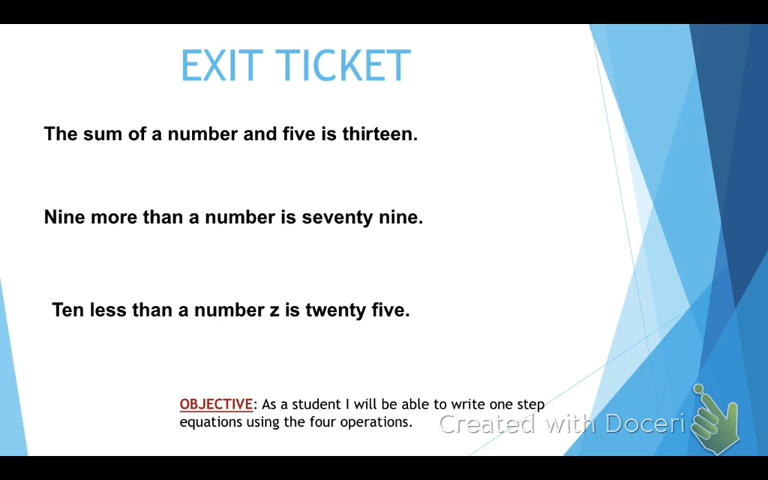 EXIT TICKET
The sum of a number and five is thirteen.
Nine more than a number is seventy nine.
Ten less than a number z is twenty five.
OBJECTIVE: As a student I will be able to write one step
equations using the four operations.
Created with Doceri